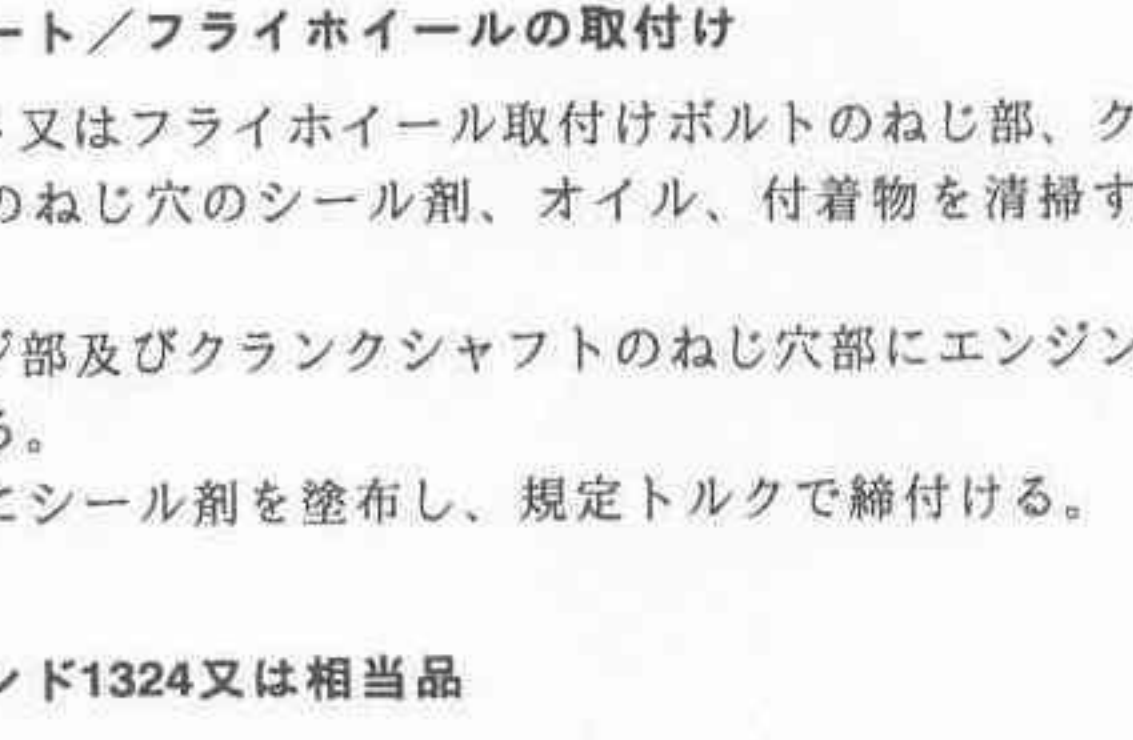 ート／フライホイールの取付け
又はフライホイール取付けボルトのねじ部、ク
のねじ穴のシール剤、オイル、付着物を清掃す
ジ部及びクランクシャフトのねじ穴部にエンジン
る。
にシール剤を塗布し、規定トルクで締付ける。
ンド1324又は相当品